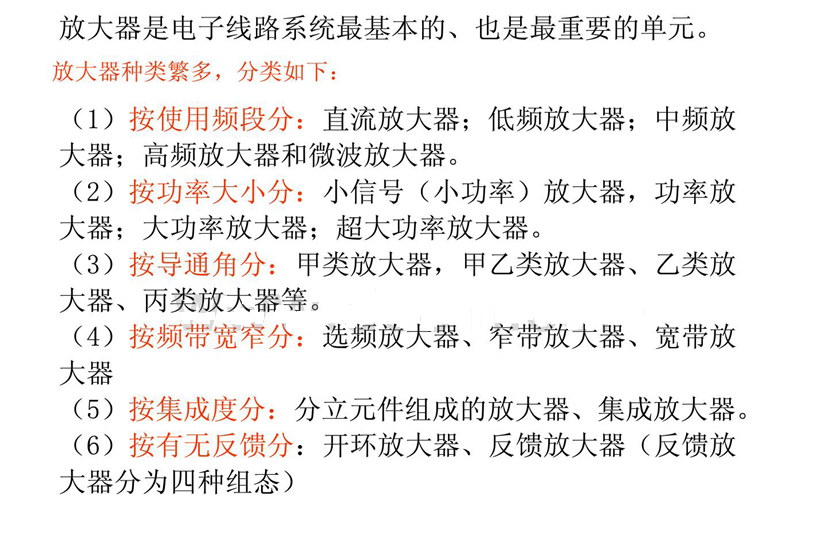 放大器是电子线路系统最基本的、也是最重要的单元。
放大器种类繁多，分类如下：
（1）按使用频段分：直流放大器；低频放大器；中频放
大器；高频放大器和微波放大器。
（2）按功率大小分：小信号（小功率）放大器，功率放
大器；大功率放大器；超大功率放大器。
（3）按导通角分：甲类放大器，甲乙类放大器、乙类放
大器、丙类放大器等。
（4）按频带宽窄分：选频放大器、窄带放大器、宽带放
大器
（5）按集成度分：分立元件组成的放大器、集成放大器。
（6）按有无反馈分：开环放大器、反馈放大器（反馈放
大器分为四种组态）